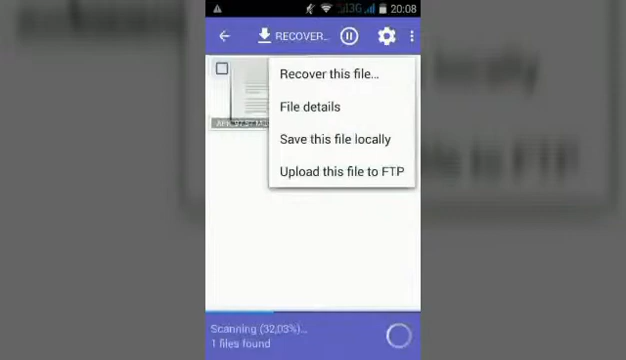 3G 20:08
RECOVER...
Recover this file...
File details
Save this file locally
Upload this file to FTP
Scanning (32,03%)...
1 files found